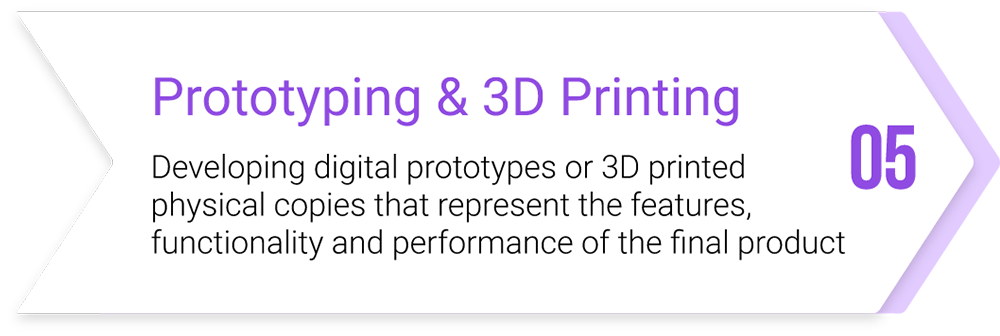 Prototyping & 3D Printing
Developing digital prototypes or 3D printed
physical copies that represent the features,
functionality and performance of the final product
05